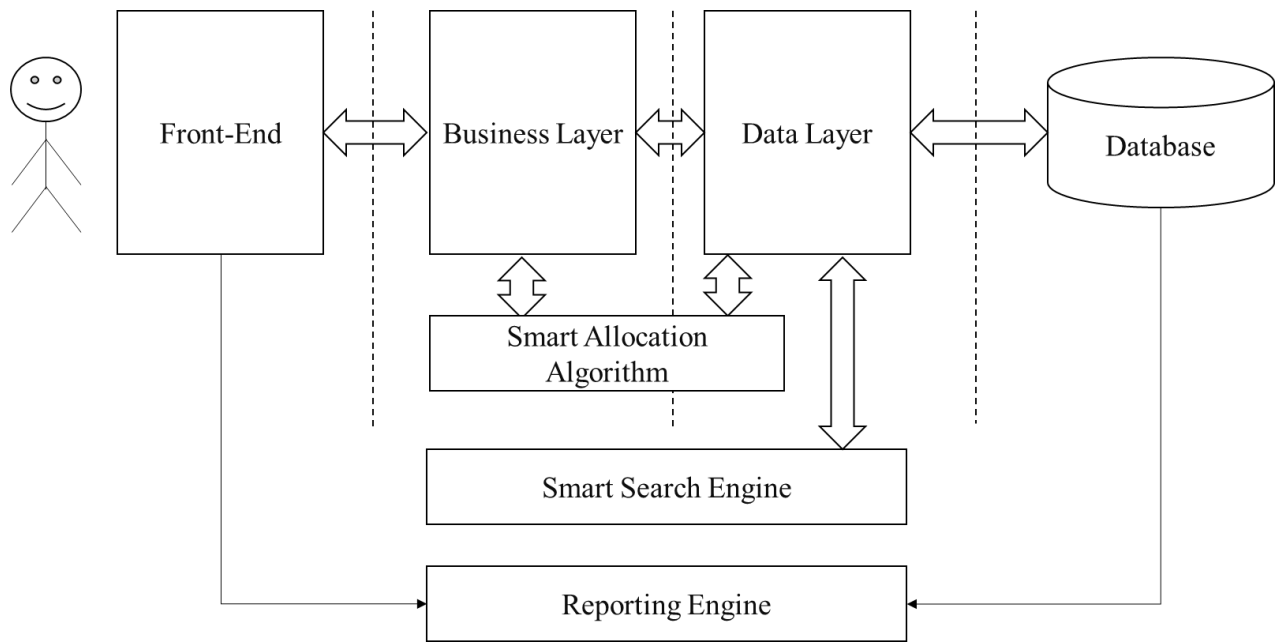 Front-End
Business Layer
Data Layer
Database
Smart Allocation
Algorithm
Smart Search Engine
Reporting Engine